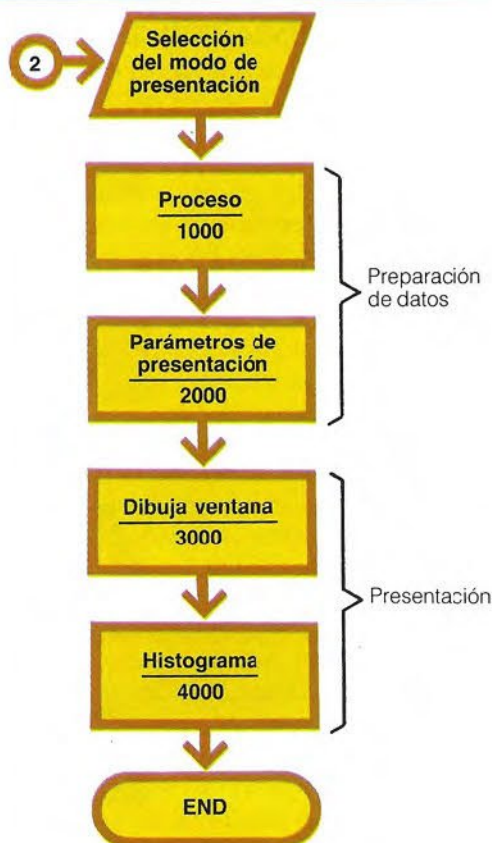 2
Selección
del modo de
presentación
Proceso
1000
Parámetros de
presentación
2000
Preparación
de datos
Dibuja ventana
3000
Histograma
4000
Presentación
END